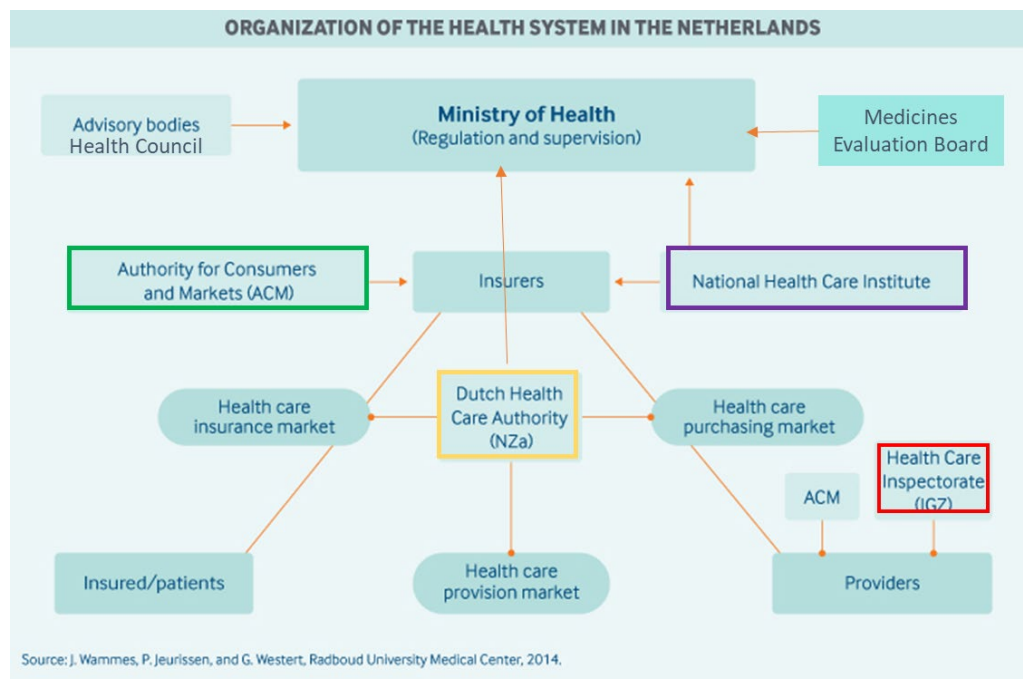 ORGANIZATION OF THE HEALTH SYSTEM IN THE NETHERLANDS
Advisory bodies
Health Council
Ministry of Health
(Regulation and supervision)
Medicines
Evaluation Board
Authority for Consumers
and Markets (ACM)
Insurers
National Health Care Institute
Health care
insurance market
Dutch Health
Care Authority
(NZa)
Health care
purchasing market
ACM
Health Care
Inspectorate
(IGZ)
Insured/patients
Health care
provision market
Providers
Source: J. Wammes, P. Jeurissen, and G. Westert, Radboud University Medical Center, 2014.